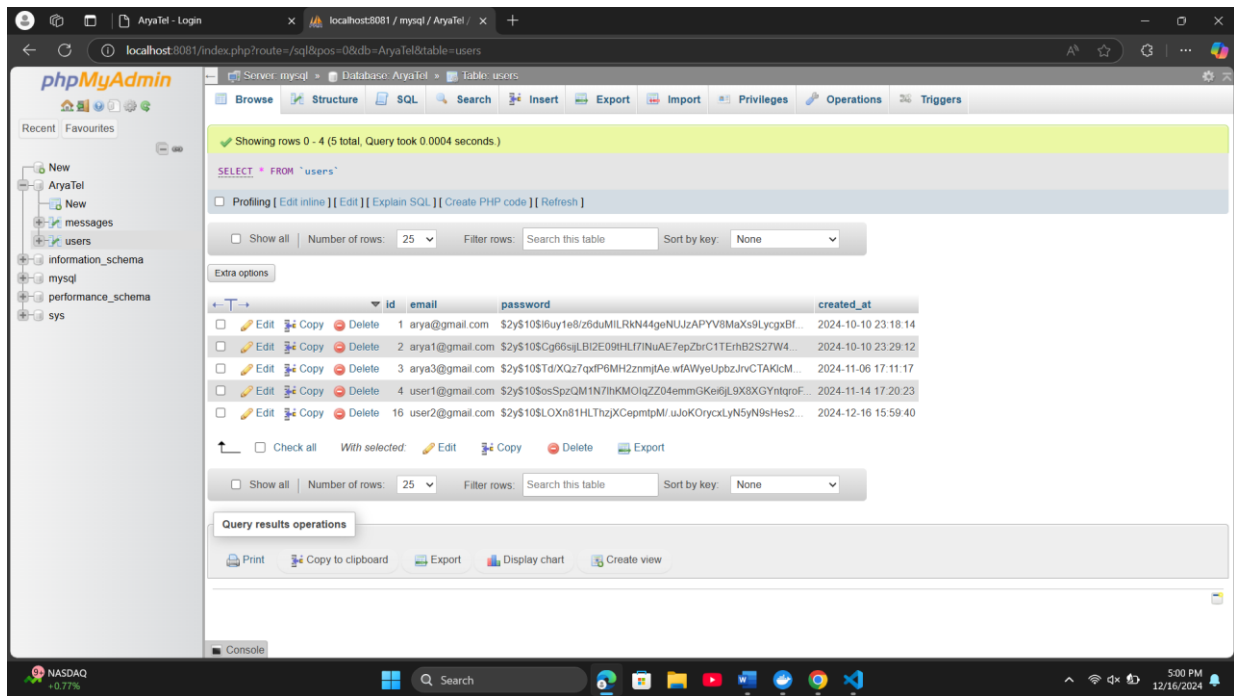 AryaTel - Login
localhost:8081 / mysql / AryaTel /
localhost:8081/index.php?route=/sql&pos=0&db=AryaTel&table=users
phpMyAdmin
Recent Favourites
New
AryaTel
New
messages
users
information_schema
mysql
performance_schema
sys
Server: mysql » Database: AryaTel » Table: users
Browse Structure SQL Search Insert Export Import Privileges Operations Triggers
Showing rows 0 - 4 (5 total, Query took 0.0004 seconds.)
SELECT * FROM `users`
Profiling [ Edit inline ] [ Edit ] [ Explain SQL ] [ Create PHP code ] [ Refresh ]
Show all | Number of rows: 25 Filter rows: Search this table Sort by key: None
Extra options
id email password created_at
Edit Copy Delete 1 arya@gmail.com 2024-10-10 23:18:14
Edit Copy Delete 2 arya1@gmail.com 2024-10-10 23:29:12
Edit Copy Delete 3 arya3@gmail.com 2024-11-06 17:11:17
Edit Copy Delete 4 user1@gmail.com 2024-11-14 17:20:23
Edit Copy Delete 16 user2@gmail.com 2024-12-16 15:59:40
Check all With selected: Edit Copy Delete Export
Show all | Number of rows: 25 Filter rows: Search this table Sort by key: None
Query results operations
Print Copy to clipboard Export Display chart Create view
Console
9+ NASDAQ
+0.77%
Search
5:00 PM
12/16/2024